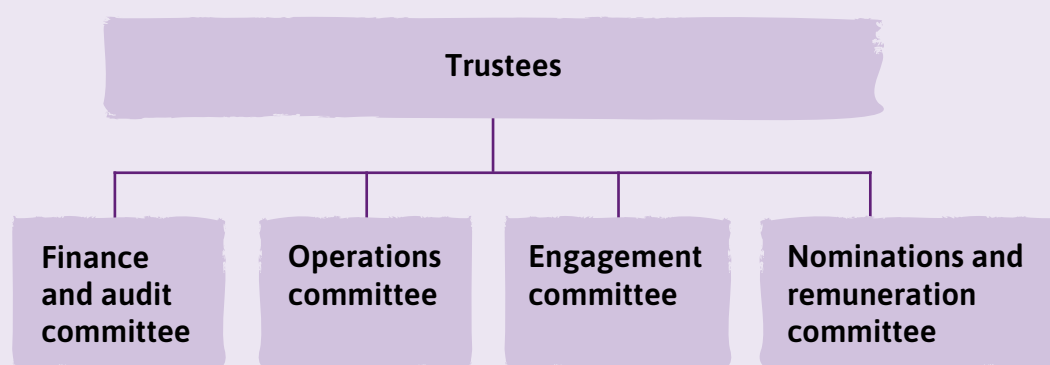 Trustees
Finance
and audit
committee
Operations
committee
Engagement
committee
Nominations and
remuneration
committee